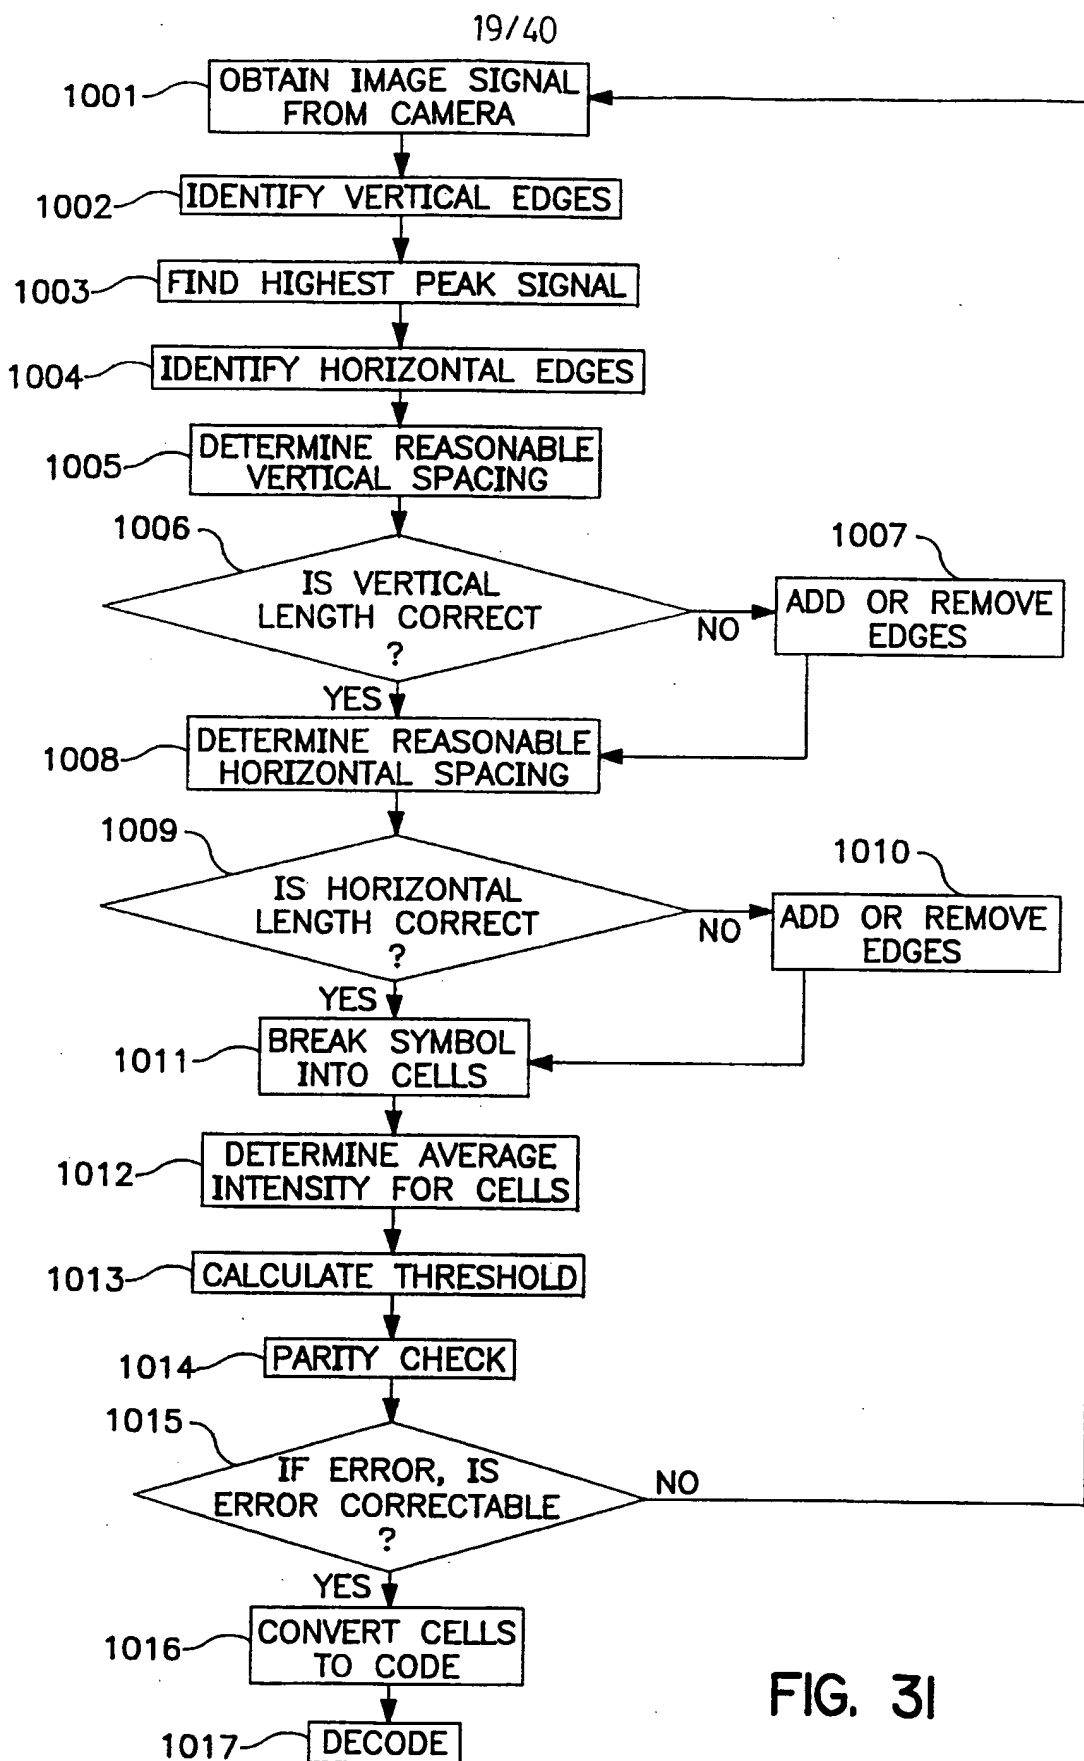 19/40
1001
OBTAIN IMAGE SIGNAL
FROM CAMERA
1002
IDENTIFY VERTICAL EDGES
1003
FIND HIGHEST PEAK SIGNAL
1004
IDENTIFY HORIZONTAL EDGES
1005
DETERMINE REASONABLE
VERTICAL SPACING
1006
IS VERTICAL
LENGTH CORRECT
?
NO
1007
ADD OR REMOVE
EDGES
YES
1008
DETERMINE REASONABLE
HORIZONTAL SPACING
1009
IS HORIZONTAL
LENGTH CORRECT
?
NO
1010
ADD OR REMOVE
EDGES
YES
1011
BREAK SYMBOL
INTO CELLS
1012
DETERMINE AVERAGE
INTENSITY FOR CELLS
1013
CALCULATE THRESHOLD
1014
PARITY CHECK
1015
IF ERROR, IS
ERROR CORRECTABLE
?
NO
YES
1016
CONVERT CELLS
TO CODE
1017
DECODE
FIG. 31